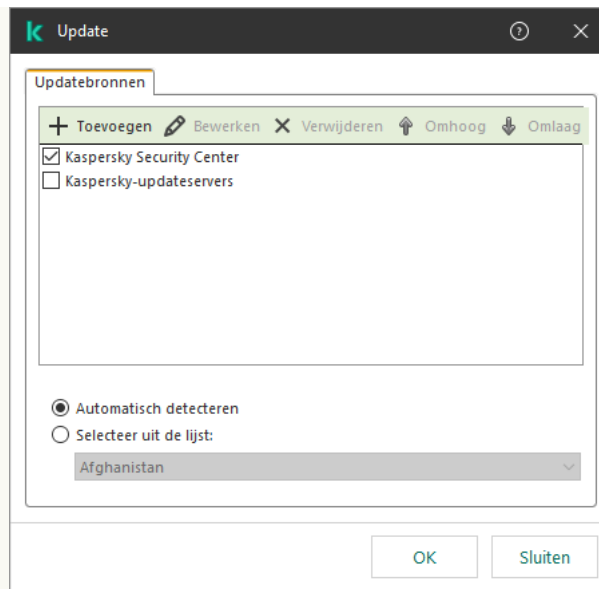 Update
Updatebronnen
Toevoegen Bewerken Verwijderen Omhoog Omlaag
Kaspersky Security Center
Kaspersky-updateservers
Automatisch detecteren
Selecteer uit de lijst:
Afghanistan
OK Sluiten